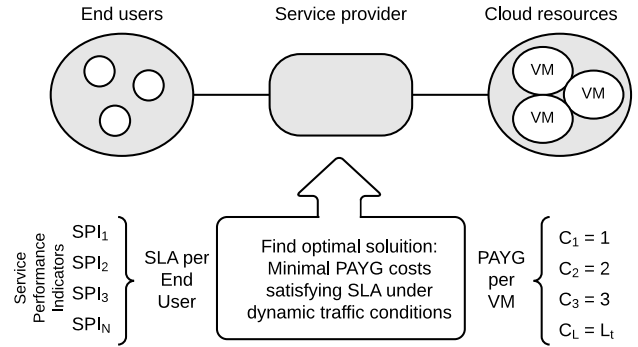 End users
Service provider
Cloud resources
VM
VM
VM
Service
Performance
Indicators
SPI₁
SPI₂
SPI₃
SPI_N
SLA per
End
User
Find optimal soluition:
Minimal PAYG costs
satisfying SLA under
dynamic traffic conditions
PAYG
per
VM
C₁ = 1
C₂ = 2
C₃ = 3
C_L = Lₜ